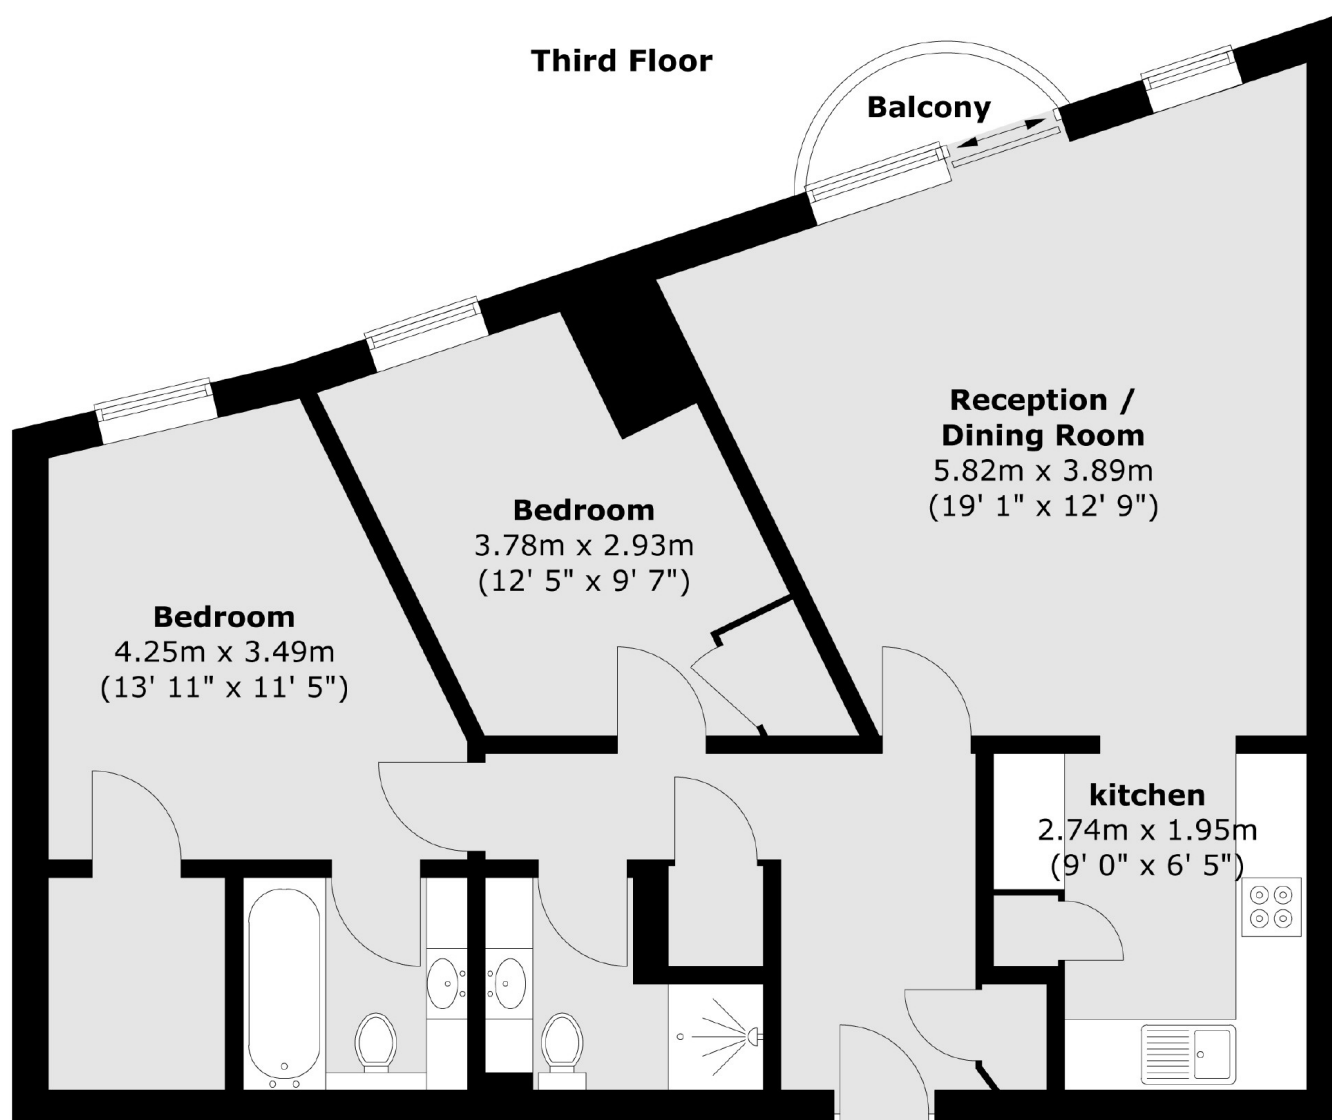 Third Floor
Balcony
Reception /
Dining Room
5.82m x 3.89m
(19' 1" x 12' 9")
Bedroom
3.78m x 2.93m
(12' 5" x 9' 7")
Bedroom
4.25m x 3.49m
(13' 11" x 11' 5")
kitchen
2.74m x 1.95m
(9' 0" x 6' 5")